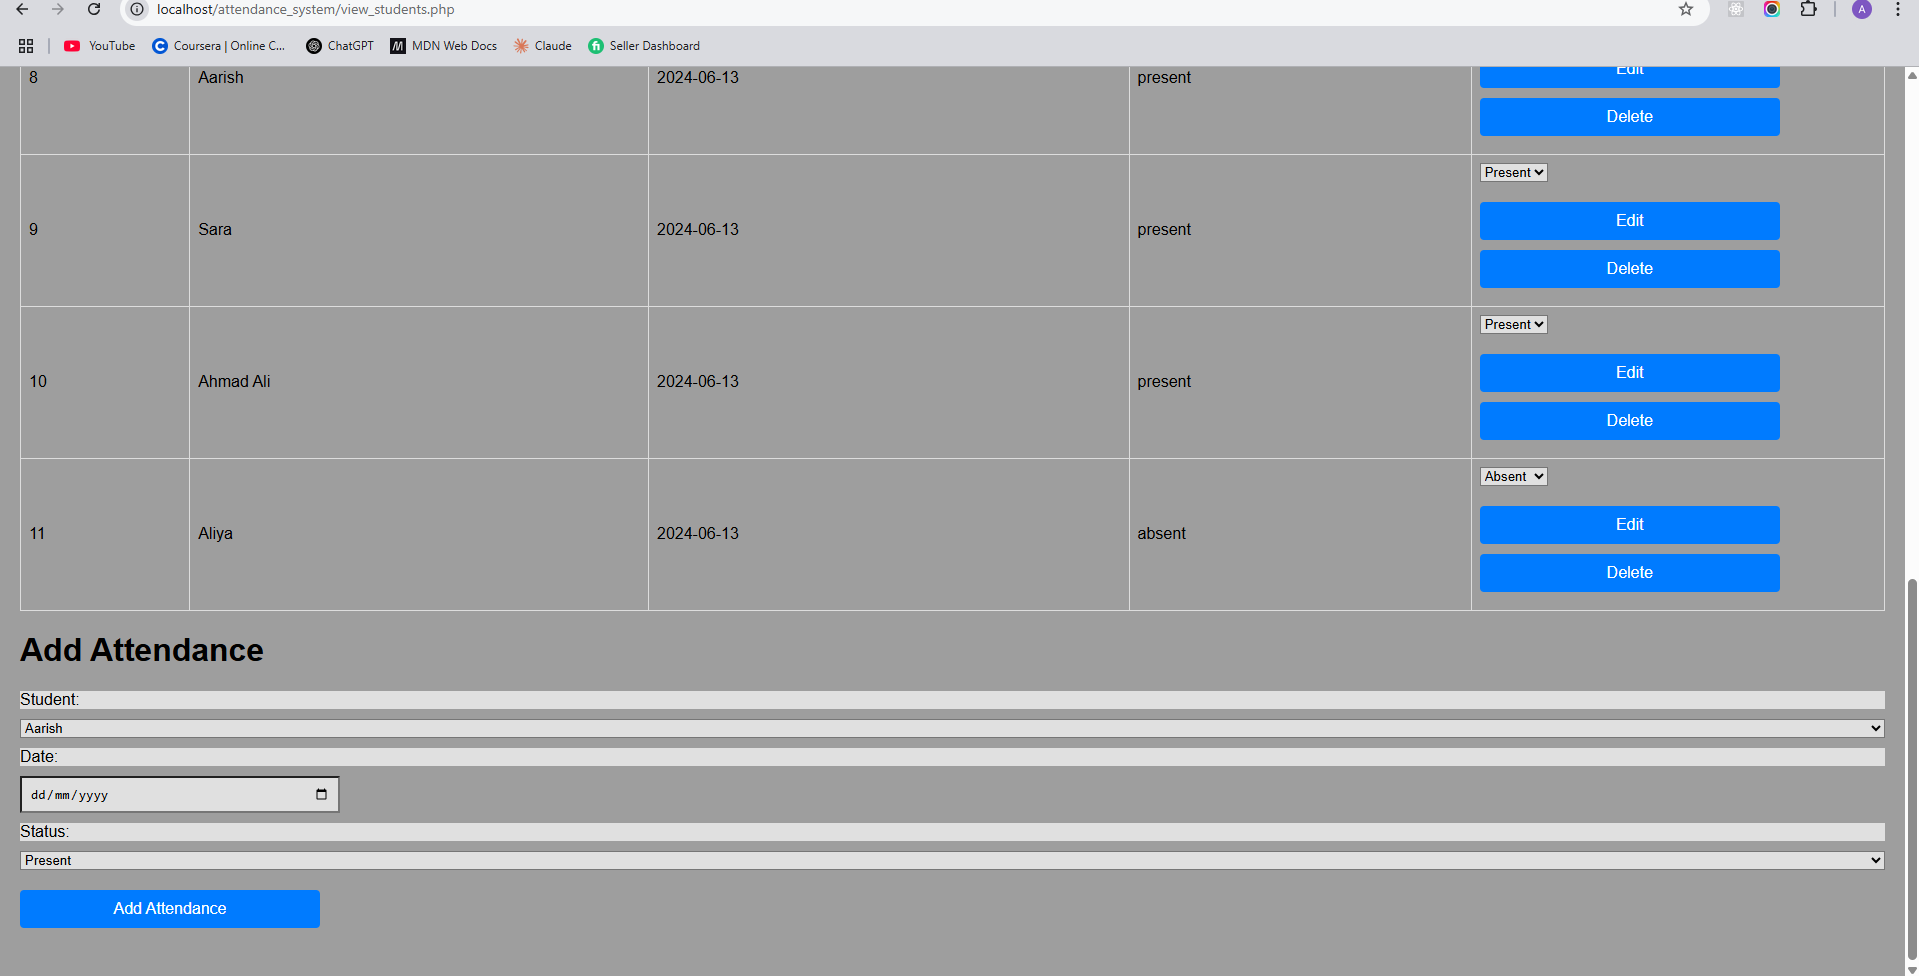 localhost/attendance_system/view_students.php
A
YouTube
Coursera | Online C...
ChatGPT
MDN Web Docs
Claude
Seller Dashboard
8 Aarish 2024-06-13 present Edit
Delete
Present
9 Sara 2024-06-13 present Edit
Delete
Present
10 Ahmad Ali 2024-06-13 present Edit
Delete
Absent
11 Aliya 2024-06-13 absent Edit
Delete
Add Attendance
Student:
Aarish
Date:
dd/mm/yyyy
Status:
Present
Add Attendance